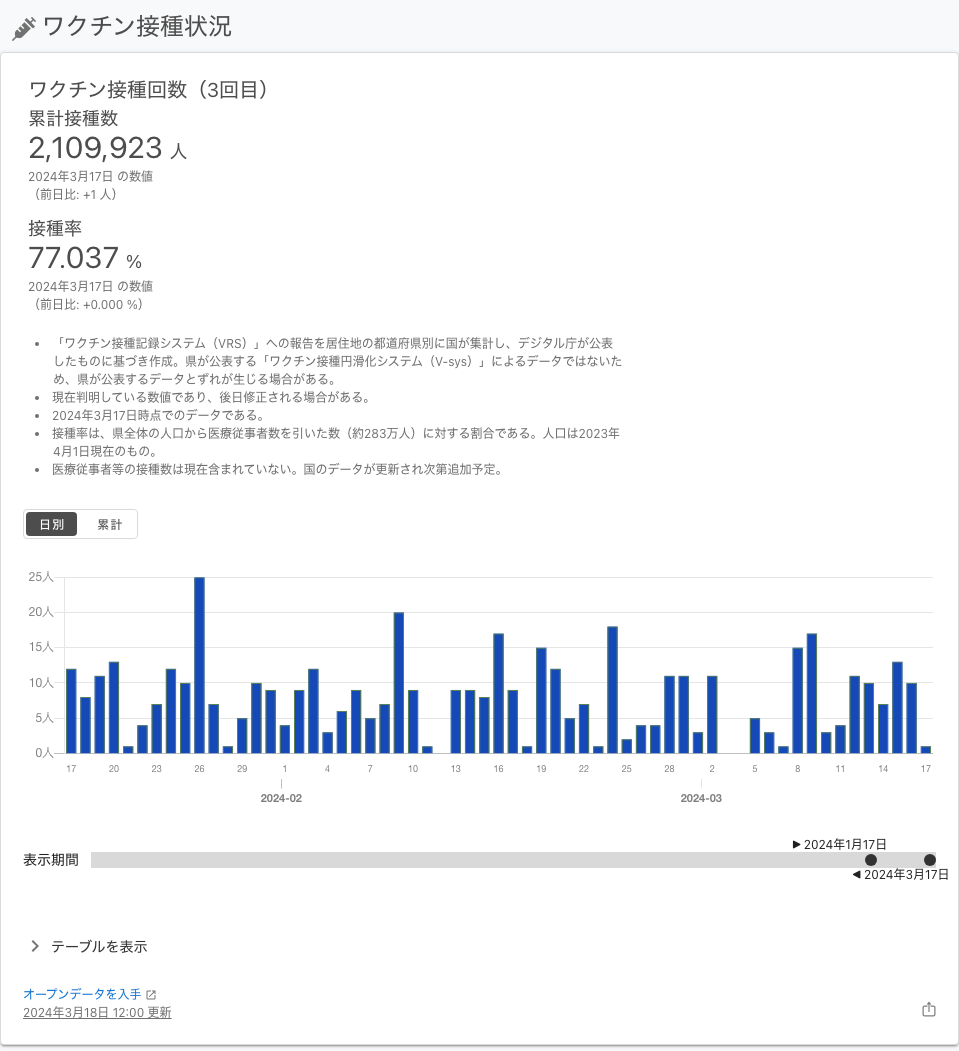 ワクチン接種状況
ワクチン接種回数（3回目）
累計接種数
2,109,923 人
2024年3月17日 の数値
（前日比: +1 人）
接種率
77.037 %
2024年3月17日 の数値
（前日比: +0.000 %）
「ワクチン接種記録システム（VRS）」への報告を居住地の都道府県別に国が集計し、デジタル庁が公表
したものに基づき作成。県が公表する「ワクチン接種円滑化システム（V-sys）」によるデータではないた
め、県が公表するデータとずれが生じる場合がある。
現在判明している数値であり、後日修正される場合がある。
2024年3月17日時点でのデータである。
接種率は、県全体の人口から医療従事者数を引いた数（約283万人）に対する割合である。人口は2023年
4月1日現在のもの。
医療従事者等の接種数は現在含まれていない。国のデータが更新され次第追加予定。
日別 累計
25人
20人
15人
10人
5人
0人
17 20 23 26 29 1 4 7 10 13 16 19 22 25 28 2 5 8 11 14 17
2024-02 2024-03
▶ 2024年1月17日
表示期間
◀ 2024年3月17日
テーブルを表示
オープンデータを入手
2024年3月18日 12:00 更新